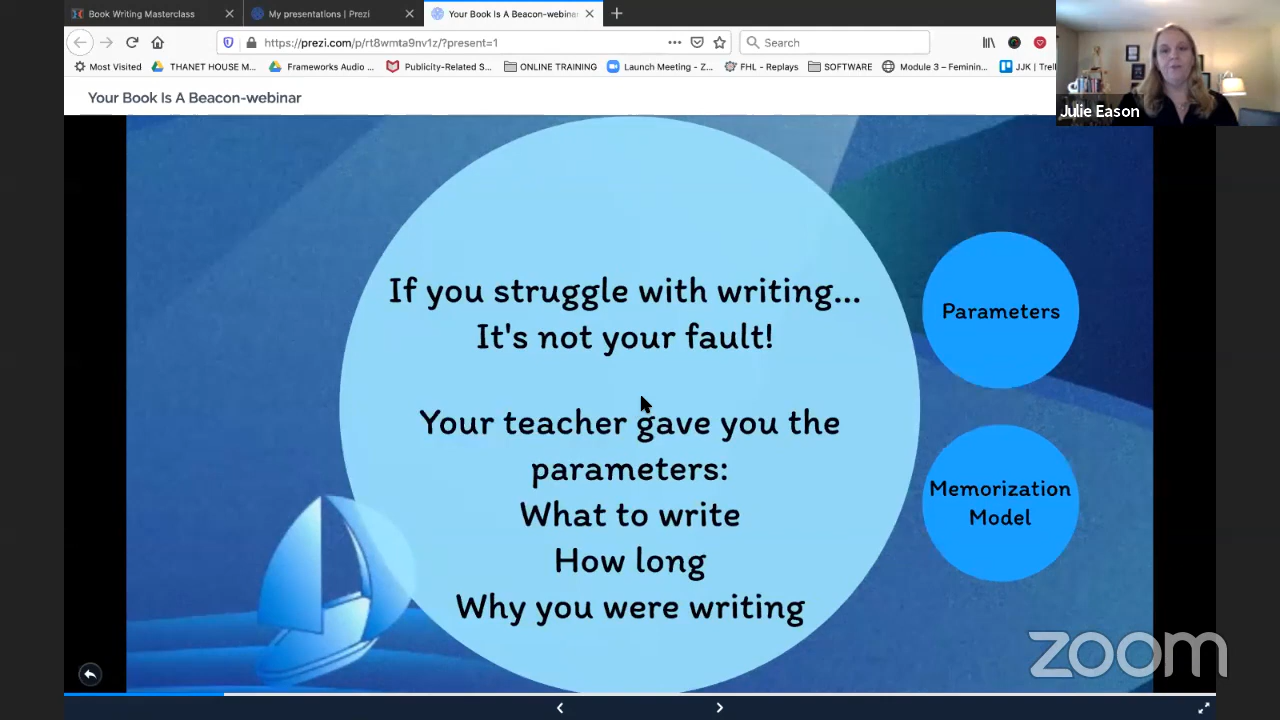 Book Writing Masterclass
My presentations | Prezi
Your Book Is A Beacon-webinar
https://prezi.com/p/rt8wmta9nv1z/?present=1
Search
Most Visited
THANET HOUSE M...
Frameworks Audio ...
Publicity-Related S...
ONLINE TRAINING
Launch Meeting - Z...
FHL - Replays
SOFTWARE
Module 3 – Feminin...
JJK | Trel
Julie Eason
Your Book Is A Beacon-webinar
If you struggle with writing...
It's not your fault!
Your teacher gave you the
parameters:
What to write
How long
Why you were writing
Parameters
Memorization
Model
zoom